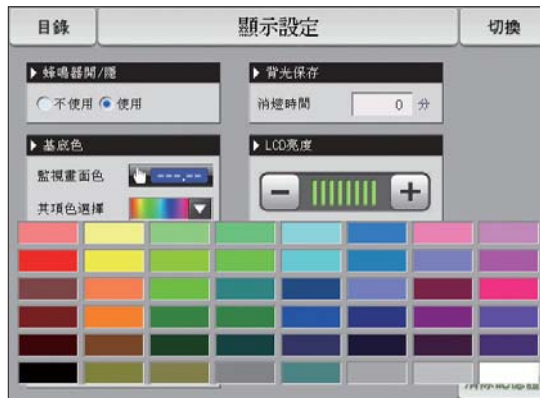 目錄
顯示設定
切換
▶ 蜂鳴器開/隱
不使用 使用
▶ 背光保存
消燈時間 0 分
▶ 基底色
監視畫面色 ---.--
其項色選擇
▶ LCD亮度
− +